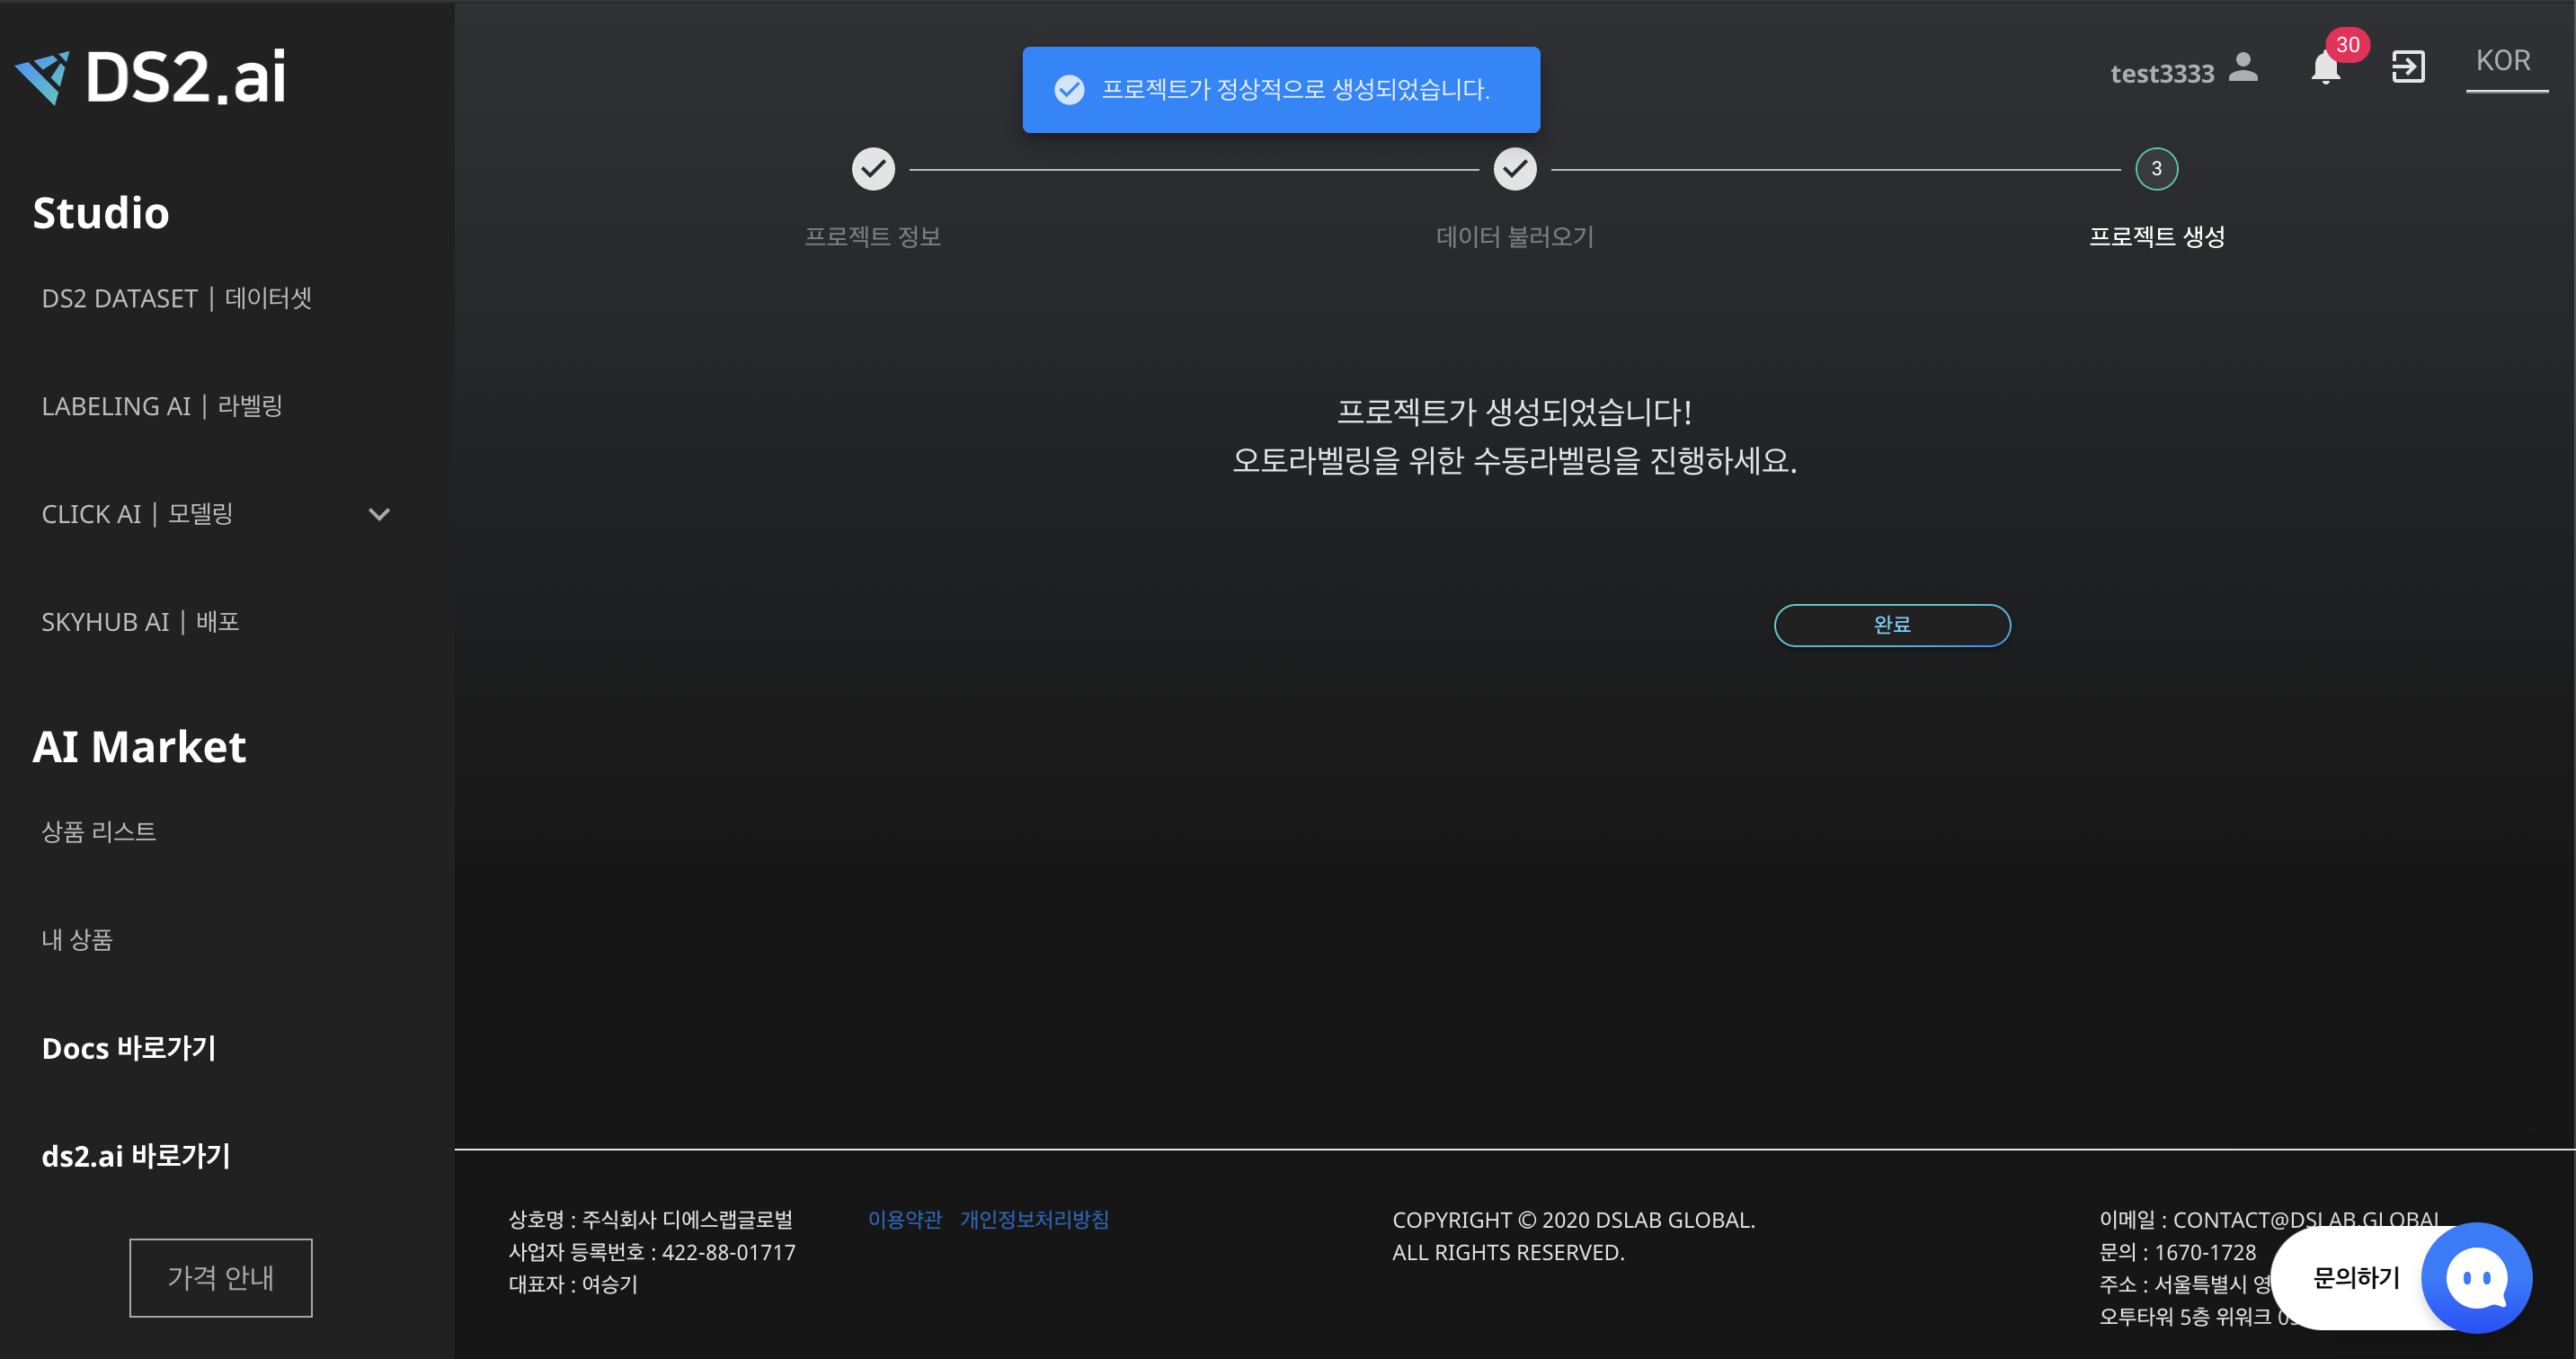 DS2.ai
Studio
DS2 DATASET | 데이터셋
LABELING AI | 라벨링
CLICK AI | 모델링
SKYHUB AI | 배포
AI Market
상품 리스트
내 상품
Docs 바로가기
ds2.ai 바로가기
가격 안내
프로젝트가 정상적으로 생성되었습니다.
test3333
30
KOR
3
프로젝트 정보
데이터 불러오기
프로젝트 생성
프로젝트가 생성되었습니다!
오토라벨링을 위한 수동라벨링을 진행하세요.
완료
상호명 : 주식회사 디에스랩글로벌
사업자 등록번호 : 422-88-01717
대표자 : 여승기
이용약관 개인정보처리방침
COPYRIGHT © 2020 DSLAB GLOBAL.
ALL RIGHTS RESERVED.
이메일 : CONTACT@DSLAB.GLOBAL
문의 : 1670-1728
주소 : 서울특별시 영
오투타워 5층 위워크
문의하기